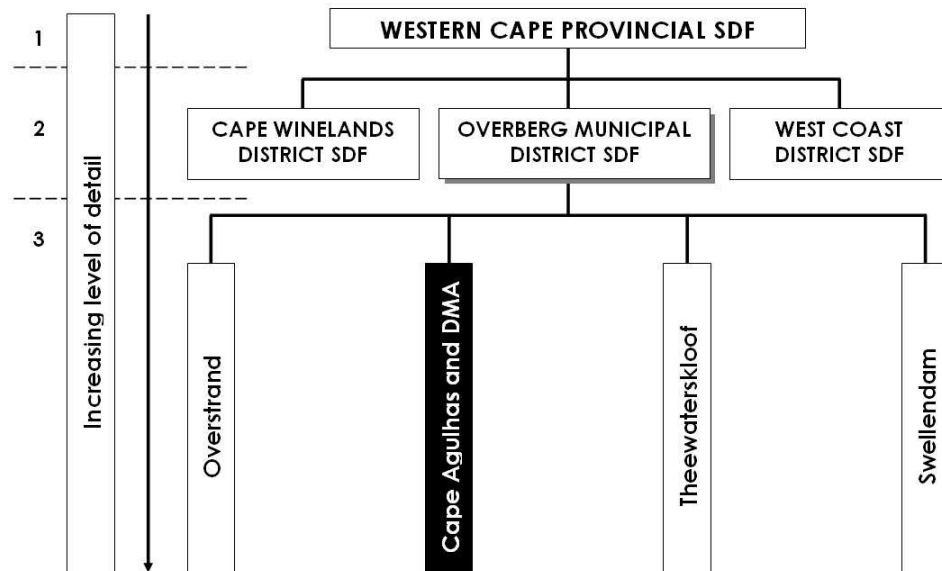 1
WESTERN CAPE PROVINCIAL SDF
2
CAPE WINELANDS
DISTRICT SDF
OVERBERG MUNICIPAL
DISTRICT SDF
WEST COAST
DISTRICT SDF
3
Increasing level of detail
Overstrand
Cape Agulhas and DMA
Theewaterskloof
Swellendam